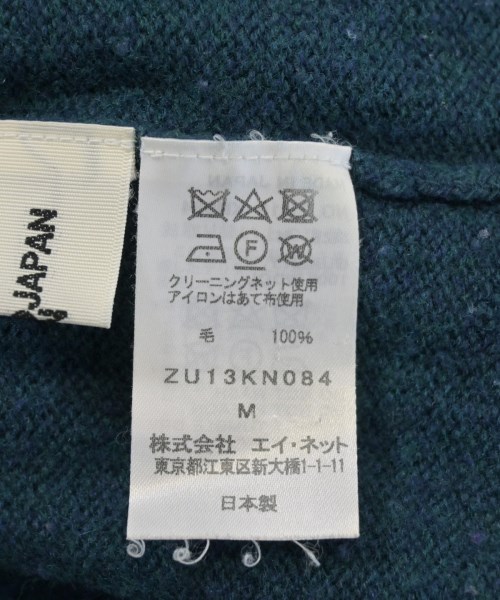 JAPAN
F W
クリーニングネット使用
アイロンはあて布使用
毛 100%
ZU13KN084
M
株式会社 エイ・ネット
東京都江東区新大橋1-1-11
日本製